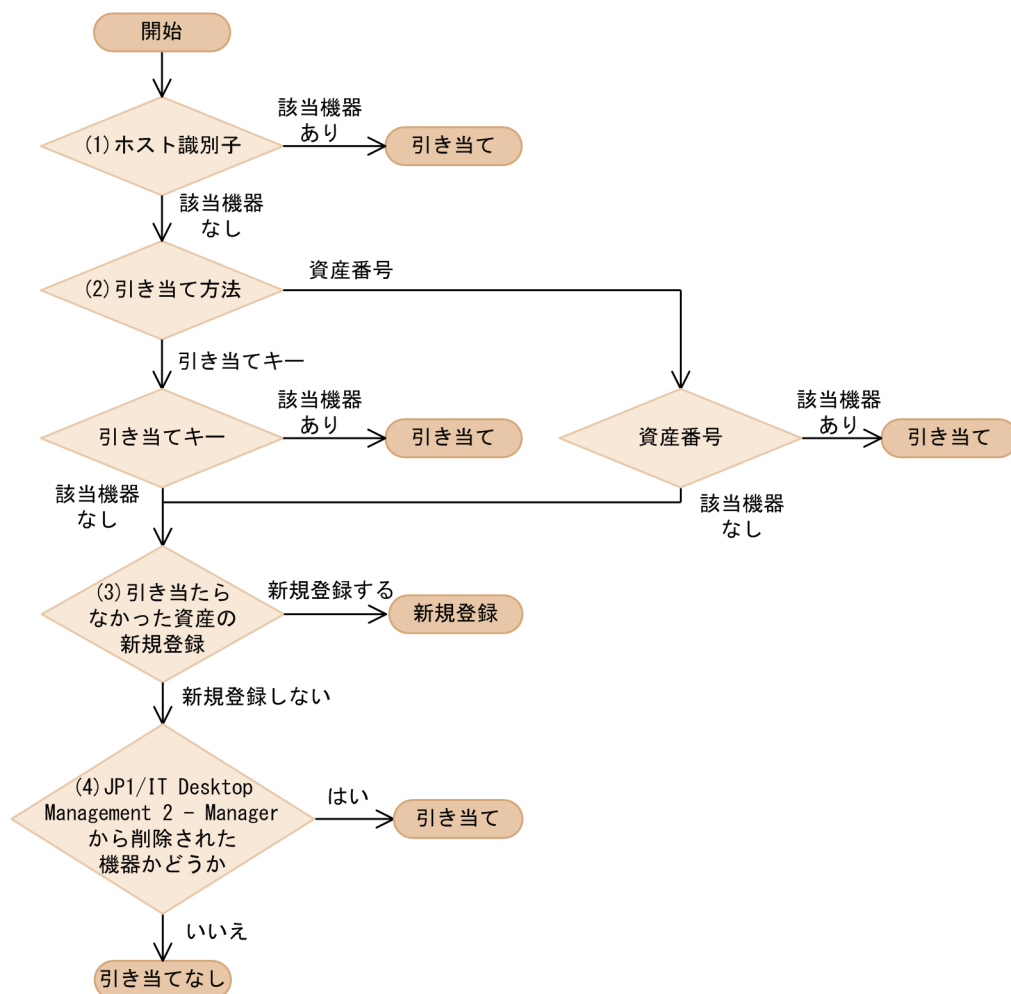 開始
(1)ホスト識別子
該当機器
あり
引き当て
該当機器
なし
(2)引き当て方法
資産番号
引き当てキー
引き当てキー
該当機器
あり
引き当て
資産番号
該当機器
あり
引き当て
該当機器
なし
該当機器
なし
(3)引き当たら
なかった資産の
新規登録
新規登録する
新規登録
新規登録しない
(4)JP1/IT Desktop
Management 2 - Manager
から削除された
機器かどうか
はい
引き当て
いいえ
引き当てなし